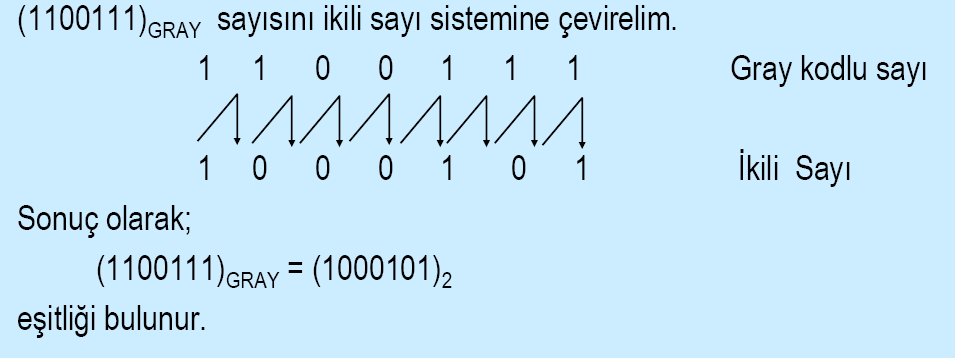 (1100111)GRAY sayısını ikili sayı sistemine çevirelim.
1 1 0 0 1 1 1 Gray kodlu sayı
1 0 0 0 1 0 1 İkili Sayı
Sonuç olarak;
(1100111)GRAY = (1000101)2
eşitliği bulunur.